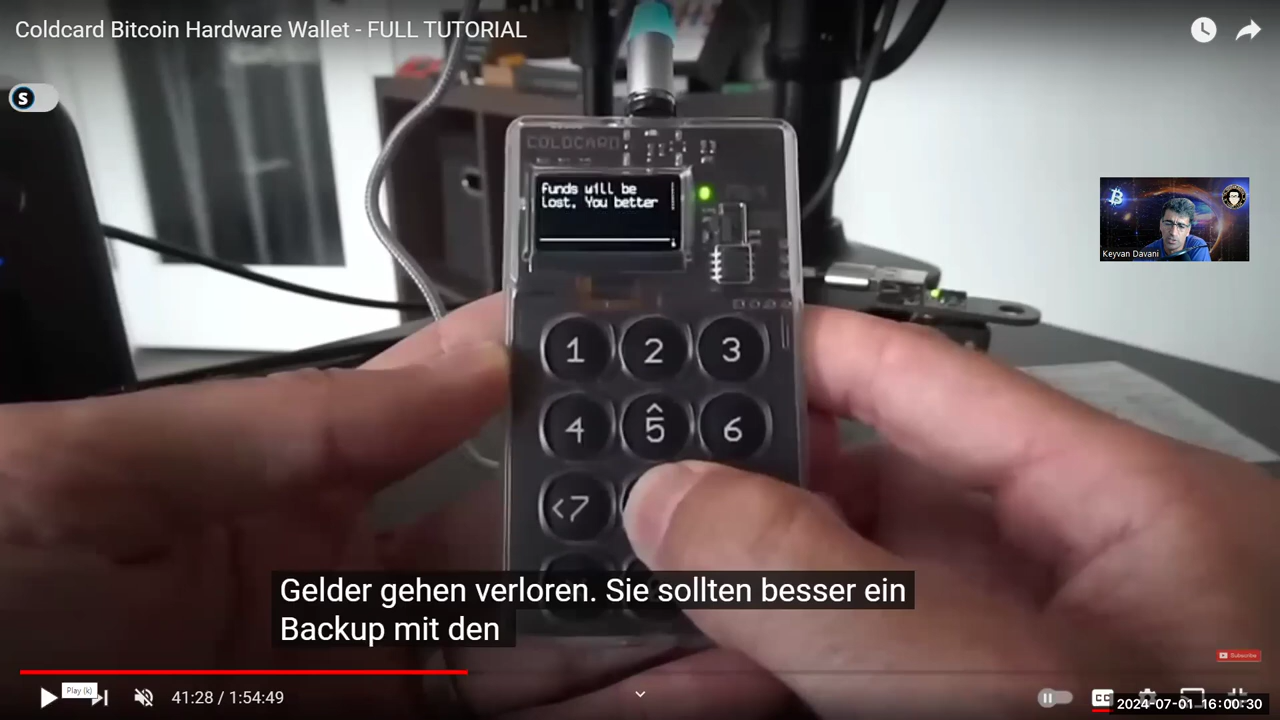 Coldcard Bitcoin Hardware Wallet - FULL TUTORIAL
S
COLDCARD
funds will be
lost. You better
Keyvan Davani
1
2
3
4
5
6
<7
Gelder gehen verloren. Sie sollten besser ein
Backup mit den
Subscribe
Play (k)
41:28 / 1:54:49
CC
2024-07-01 16:00:30